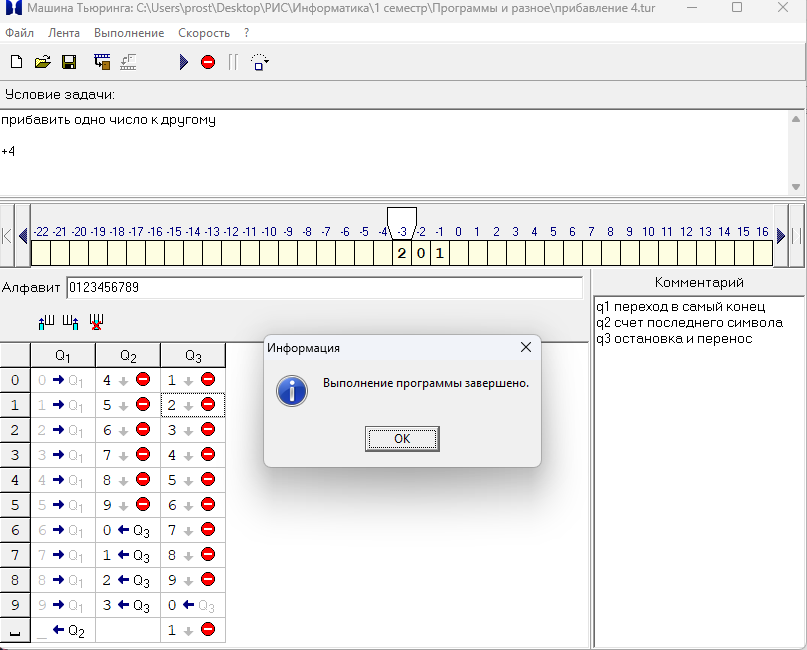 Машина Тьюринга: C:\Users\prost\Desktop\РИС\Информатика\1 семестр\Программы и разное\прибавление 4.tur
Файл Лента Выполнение Скорость ?
Условие задачи:
прибавить одно число к другому
+4
-22 -21 -20 -19 -18 -17 -16 -15 -14 -13 -12 -11 -10 -9 -8 -7 -6 -5 -4 -3 -2 -1 0 1 2 3 4 5 6 7 8 9 10 11 12 13 14 15 16
2 0 1
Алфавит 0123456789
Комментарий
q1 переход в самый конец
q2 счет последнего символа
q3 остановка и перенос
Информация
Выполнение программы завершено.
OK
Q1 Q2 Q3
0 0 → Q1 4 ↓ 1 ↓
1 1 → Q1 5 ↓ 2 ↓
2 2 → Q1 6 ↓ 3 ↓
3 3 → Q1 7 ↓ 4 ↓
4 4 → Q1 8 ↓ 5 ↓
5 5 → Q1 9 ↓ 6 ↓
6 6 → Q1 0 ← Q3 7 ↓
7 7 → Q1 1 ← Q3 8 ↓
8 8 → Q1 2 ← Q3 9 ↓
9 9 → Q1 3 ← Q3 0 ← Q3
_ _ ← Q2 1 ↓